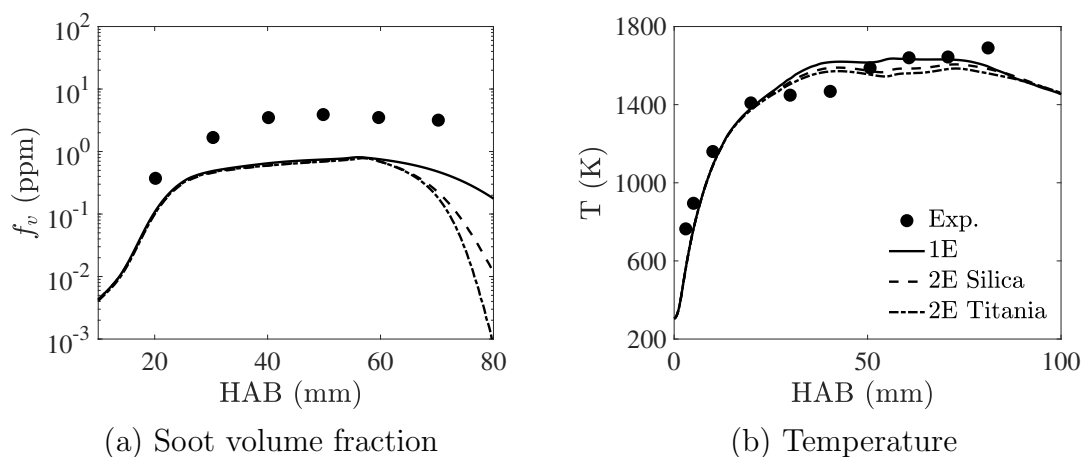 10^2
10^1
10^0
10^-1
10^-2
10^-3
f_v (ppm)
20
40
60
80
HAB (mm)
(a) Soot volume fraction
1800
1400
1000
600
200
T (K)
Exp.
1E
2E Silica
2E Titania
0
50
100
HAB (mm)
(b) Temperature